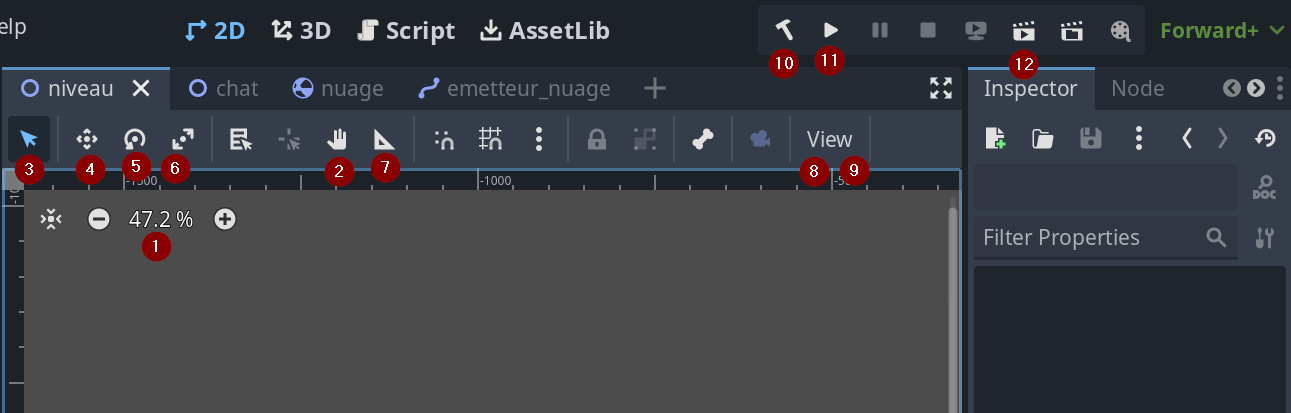 elp 2D 3D Script AssetLib Forward+
10 11 12
niveau chat nuage emetteur_nuage + Inspector Node
View
3 4 5 6 2 7 8 9
-1500 -1000
DOC
47.2 %
Filter Properties
1